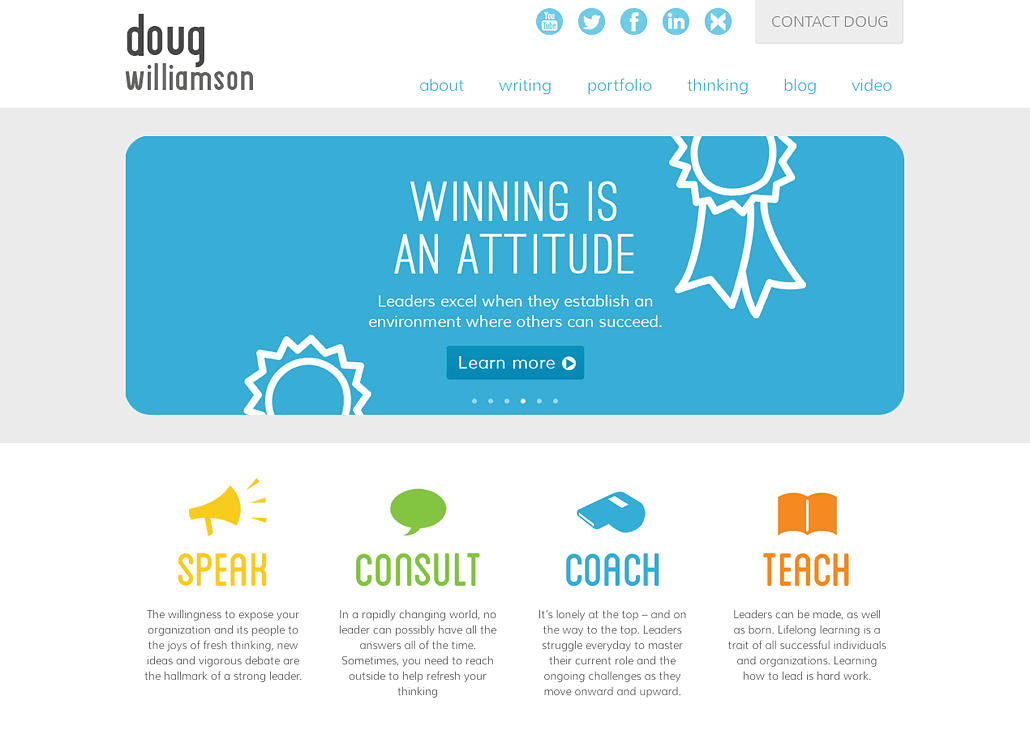 doug
williamson
You
Tube
CONTACT DOUG
about writing portfolio thinking blog video
WINNING IS
AN ATTITUDE
Leaders excel when they establish an
environment where others can succeed.
Learn more
SPEAK
The willingness to expose your
organization and its people to
the joys of fresh thinking, new
ideas and vigorous debate are
the hallmark of a strong leader.
CONSULT
In a rapidly changing world, no
leader can possibly have all the
answers all of the time.
Sometimes, you need to reach
outside to help refresh your
thinking
COACH
It's lonely at the top – and on
the way to the top. Leaders
struggle everyday to master
their current role and the
ongoing challenges as they
move onward and upward.
TEACH
Leaders can be made, as well
as born. Lifelong learning is a
trait of all successful individuals
and organizations. Learning
how to lead is hard work.